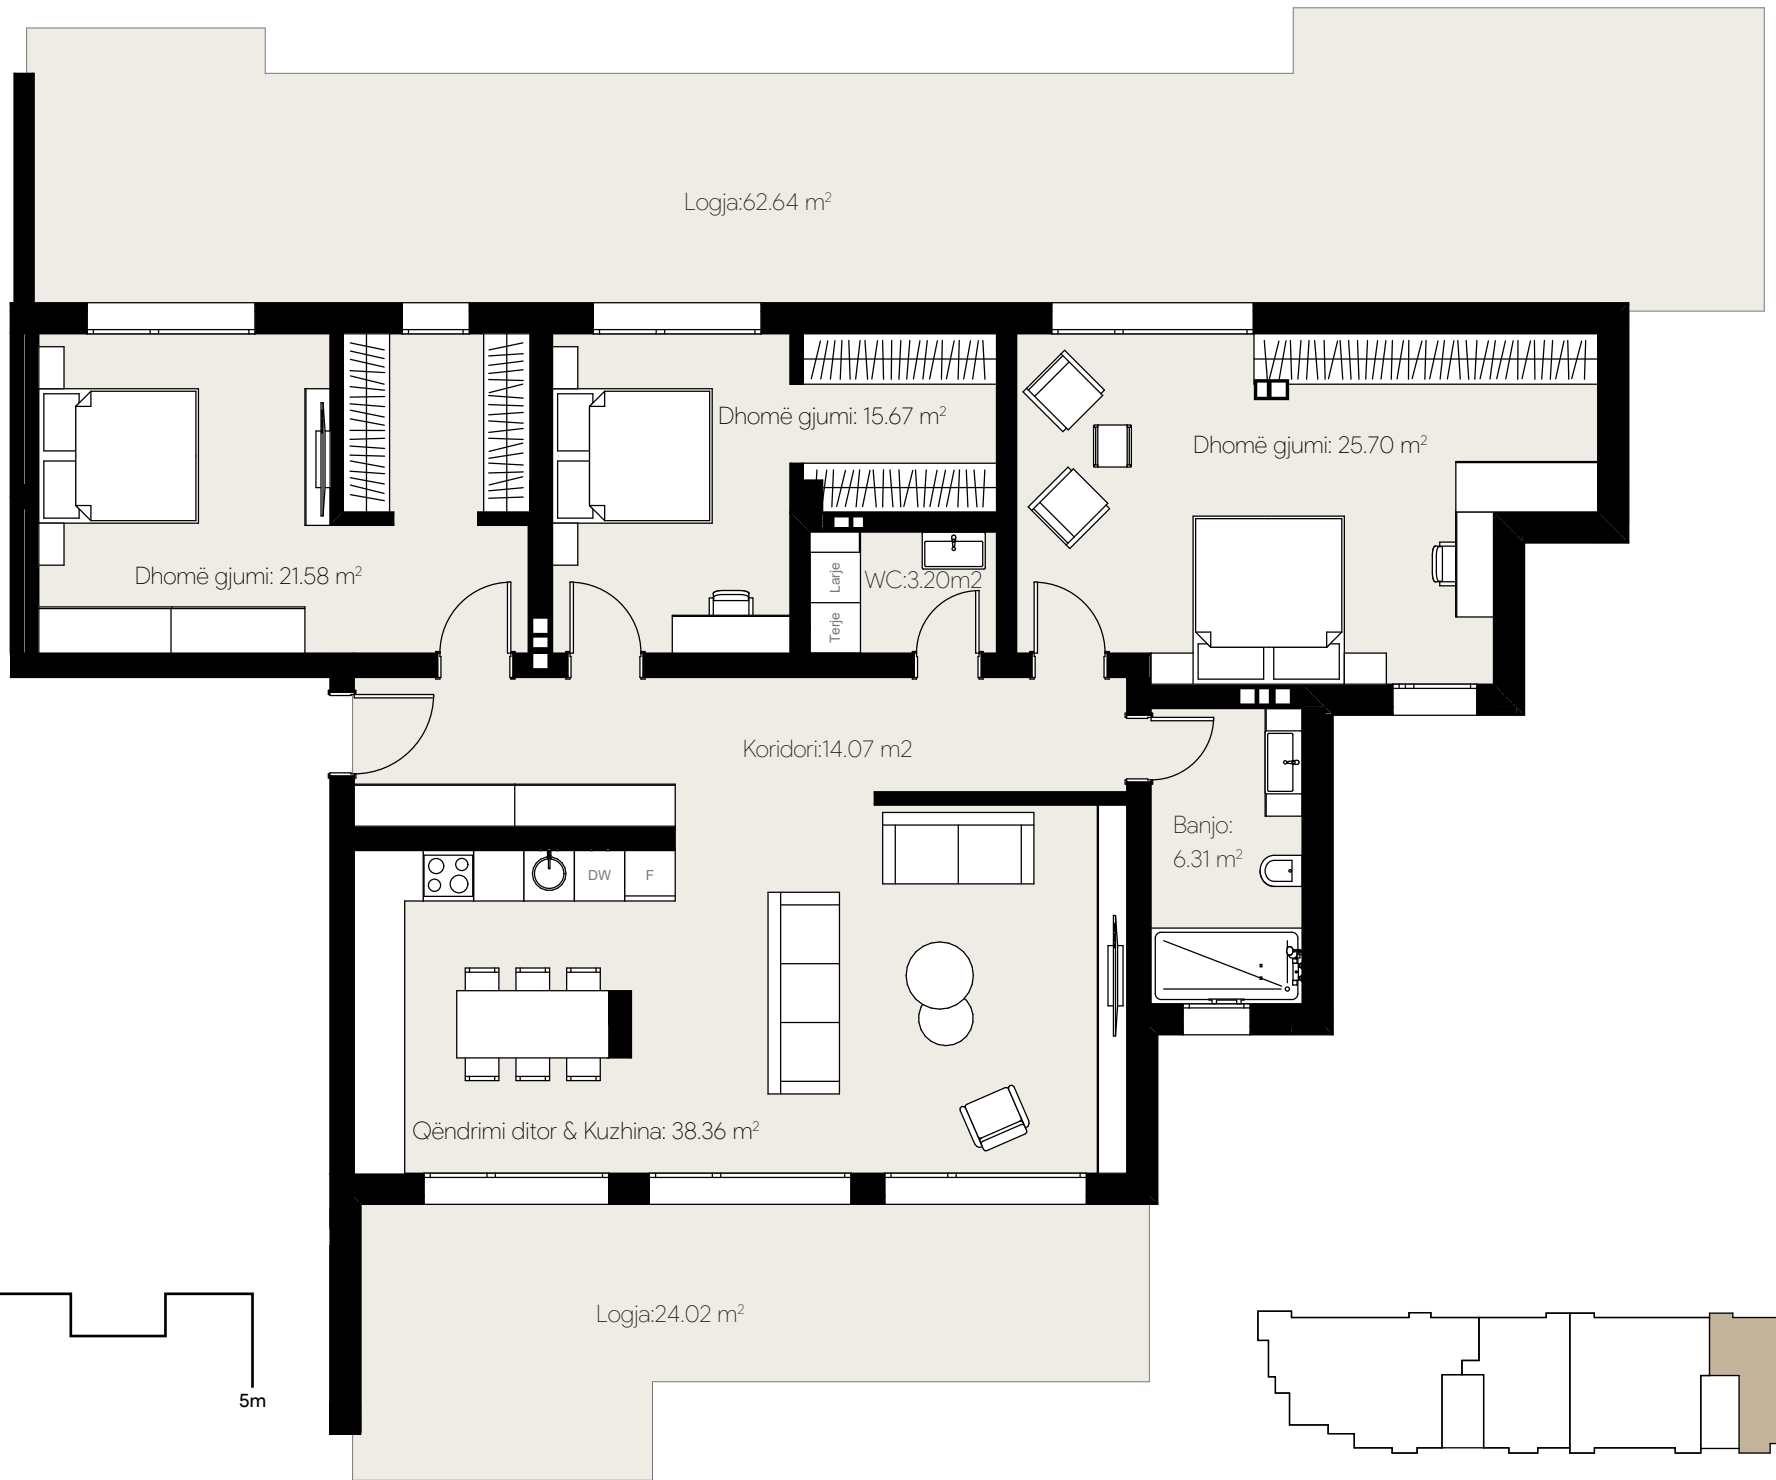 Logja:62.64 m²
Dhomë gjumi: 15.67 m²
Dhomë gjumi: 25.70 m²
Dhomë gjumi: 21.58 m²
Larje
WC:3.20m2
Terje
Koridori:14.07 m2
Banjo:
6.31 m²
DW
F
Qëndrimi ditor & Kuzhina: 38.36 m²
Logja:24.02 m²
5m